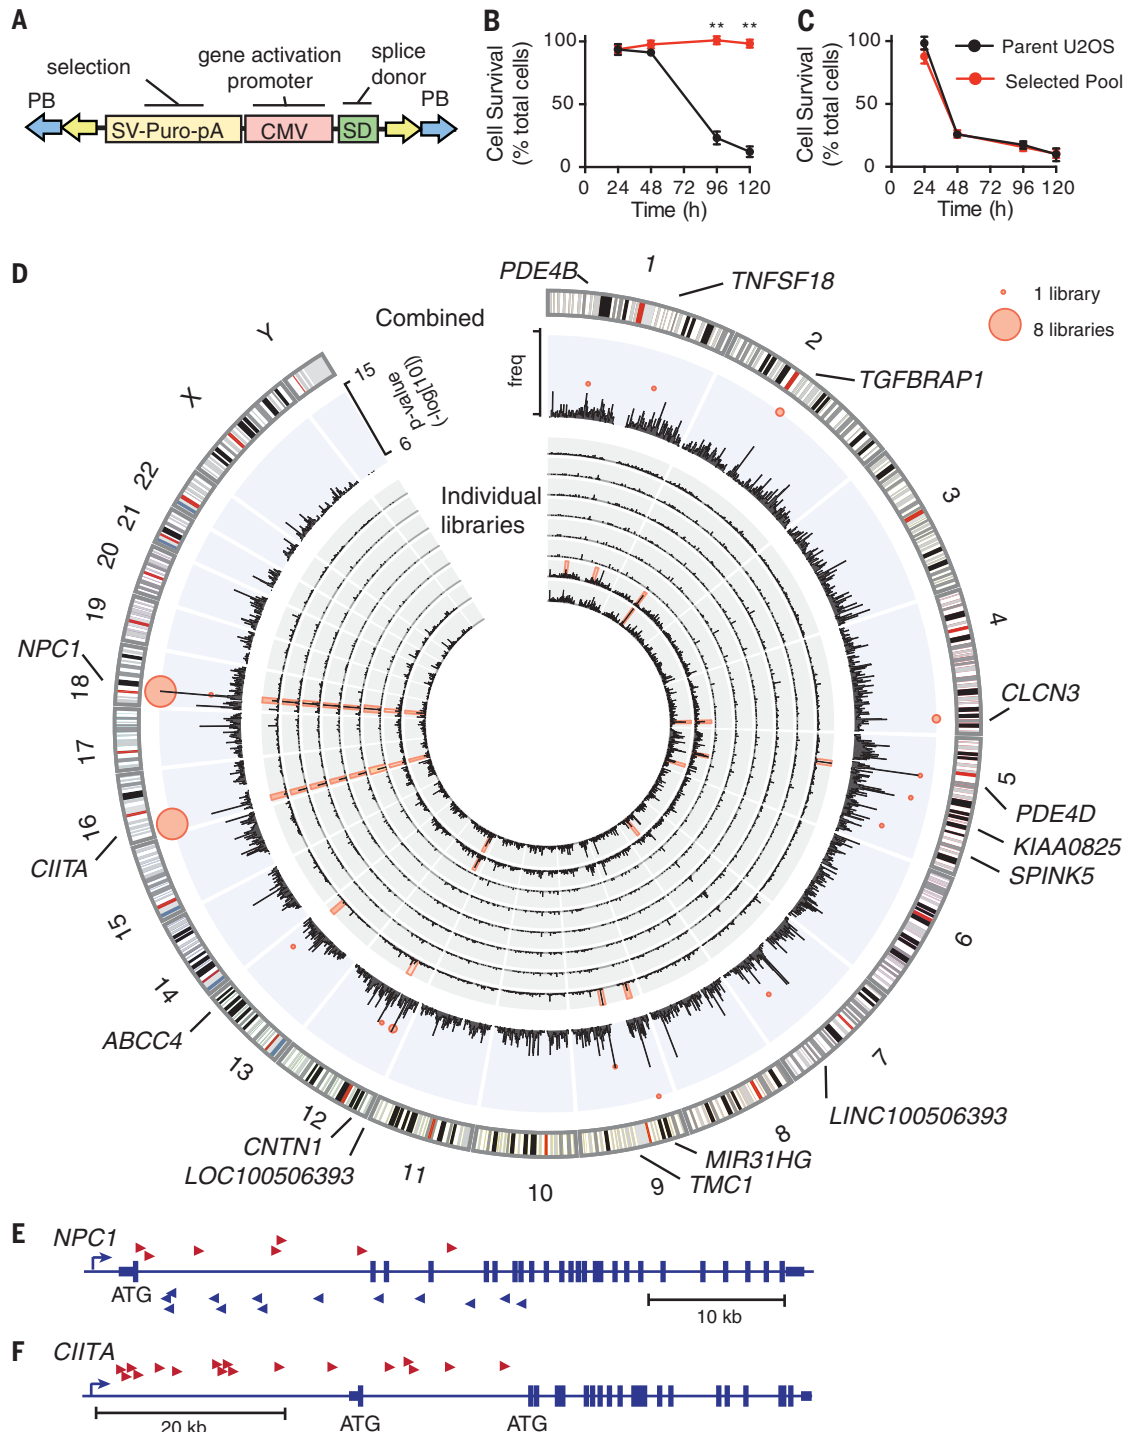 A
selection
gene activation
promoter
splice
donor
PB
SV-Puro-pA
CMV
SD
PB
B
Cell Survival
(% total cells)
100
50
0
** **
0 24 48 72 96 120
Time (h)
C
Cell Survival
(% total cells)
100
50
0
Parent U2OS
Selected Pool
0 24 48 72 96 120
Time (h)
D
PDE4B
1
TNFSF18
1 library
8 libraries
Combined
freq
15
p-value
(-log[10])
6
Individual
libraries
2
TGFBRAP1
3
4
CLCN3
5
PDE4D
KIAA0825
SPINK5
6
7
LINC100506393
8
MIR31HG
TMC1
9
10
11
LOC100506393
CNTN1
12
13
ABCC4
14
15
CIITA
16
17
18
NPC1
19
20
21
22
X
Y
E
NPC1
ATG
10 kb
F
CIITA
20 kb
ATG
ATG